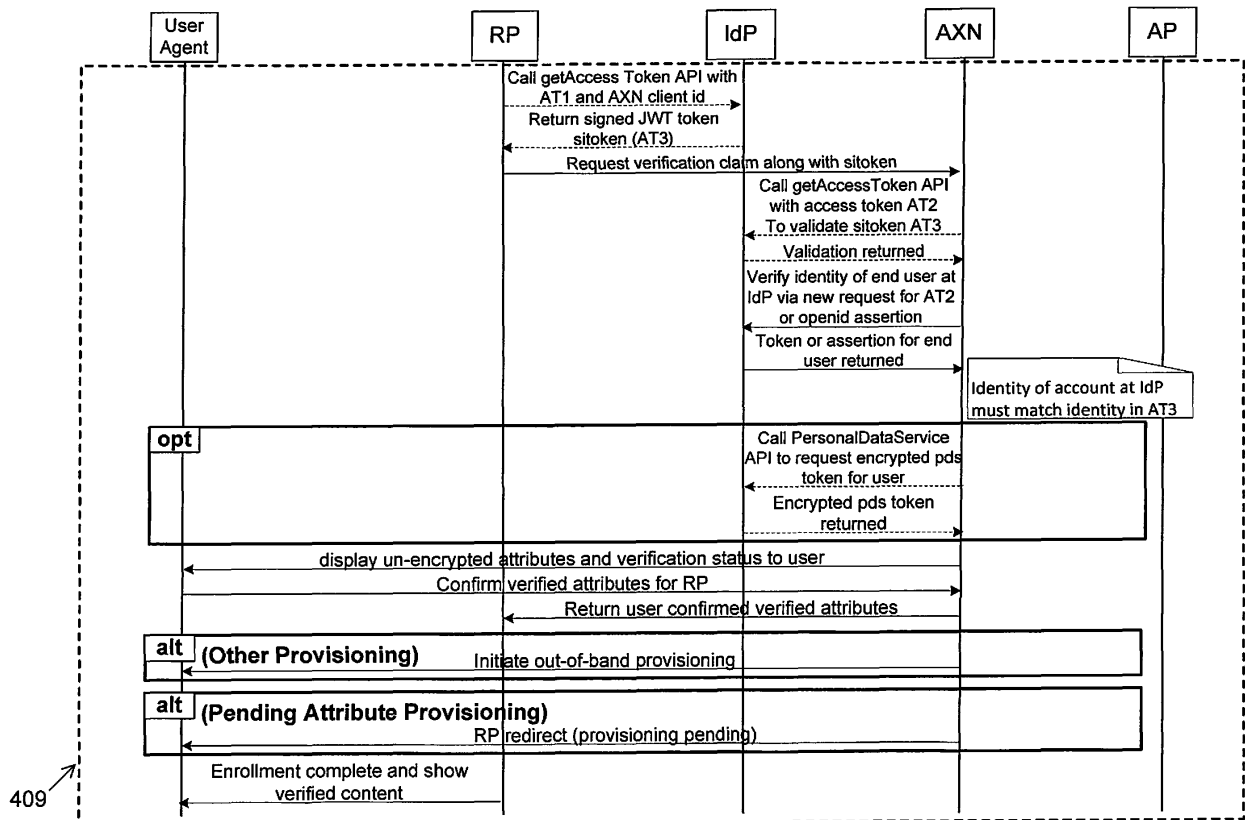 User
Agent
RP
IdP
AXN
AP
Call getAccess Token API with
AT1 and AXN client id
Return signed JWT token
sitoken (AT3)
Request verification claim along with sitoken
Call getAccessToken API
with access token AT2
To validate sitoken AT3
Validation returned
Verify identity of end user at
IdP via new request for AT2
or openid assertion
Token or assertion for end
user returned
Identity of account at IdP
must match identity in AT3
opt
Call PersonalDataService
API to request encrypted pds
token for user
Encrypted pds token
returned
display un-encrypted attributes and verification status to user
Confirm verified attributes for RP
Return user confirmed verified attributes
alt
(Other Provisioning)
Initiate out-of-band provisioning
alt
(Pending Attribute Provisioning)
RP redirect (provisioning pending)
Enrollment complete and show
verified content
409